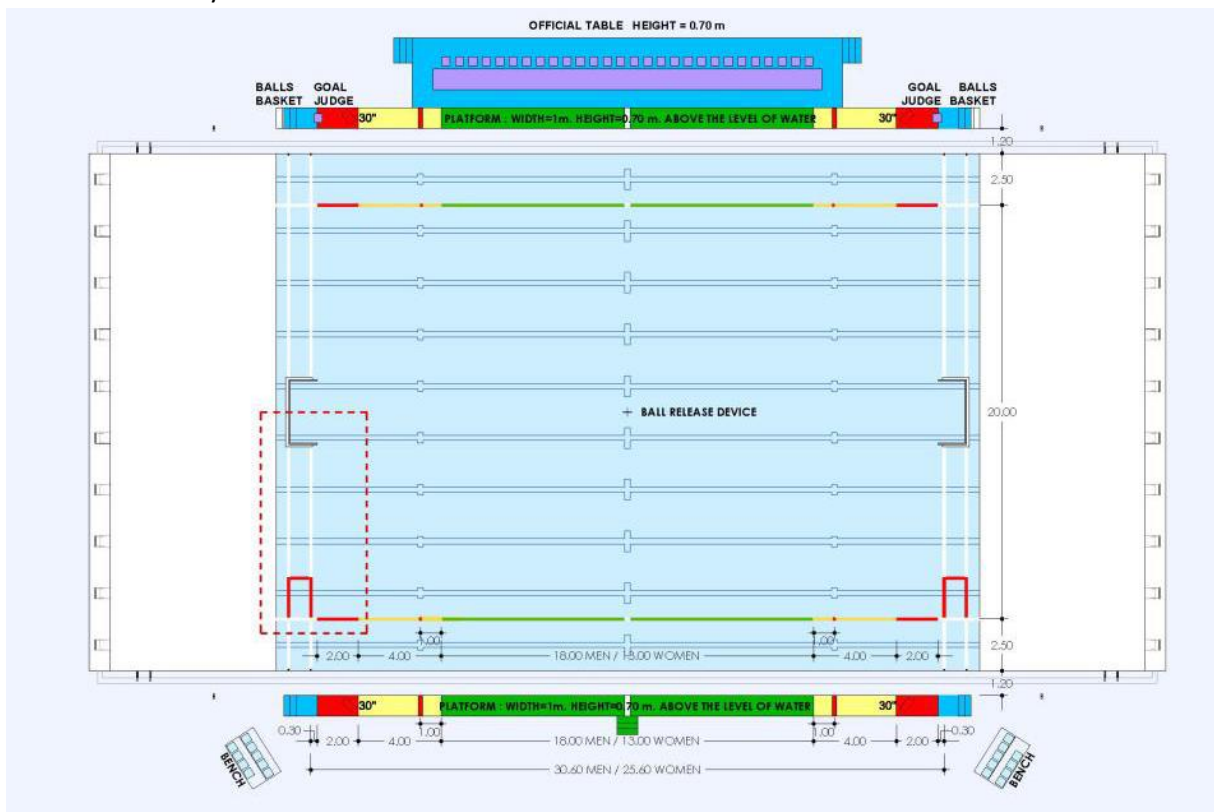 OFFICIAL TABLE HEIGHT = 0.70 m
BALLS GOAL
BASKET JUDGE
GOAL BALLS
JUDGE BASKET
30"
PLATFORM : WIDTH=1m. HEIGHT=0.70 m. ABOVE THE LEVEL OF WATER
30"
1.20
2.50
BALL RELEASE DEVICE
20.00
1.00
1.00
2.00
4.00
18.00 MEN / 13.00 WOMEN
4.00
2.00
2.50
1.20
30"
PLATFORM : WIDTH=1m. HEIGHT=0.70 m. ABOVE THE LEVEL OF WATER
30"
0.30
2.00
4.00
1.00
18.00 MEN / 13.00 WOMEN
1.00
4.00
2.00
0.30
BENCH
30.60 MEN / 25.60 WOMEN
BENCH